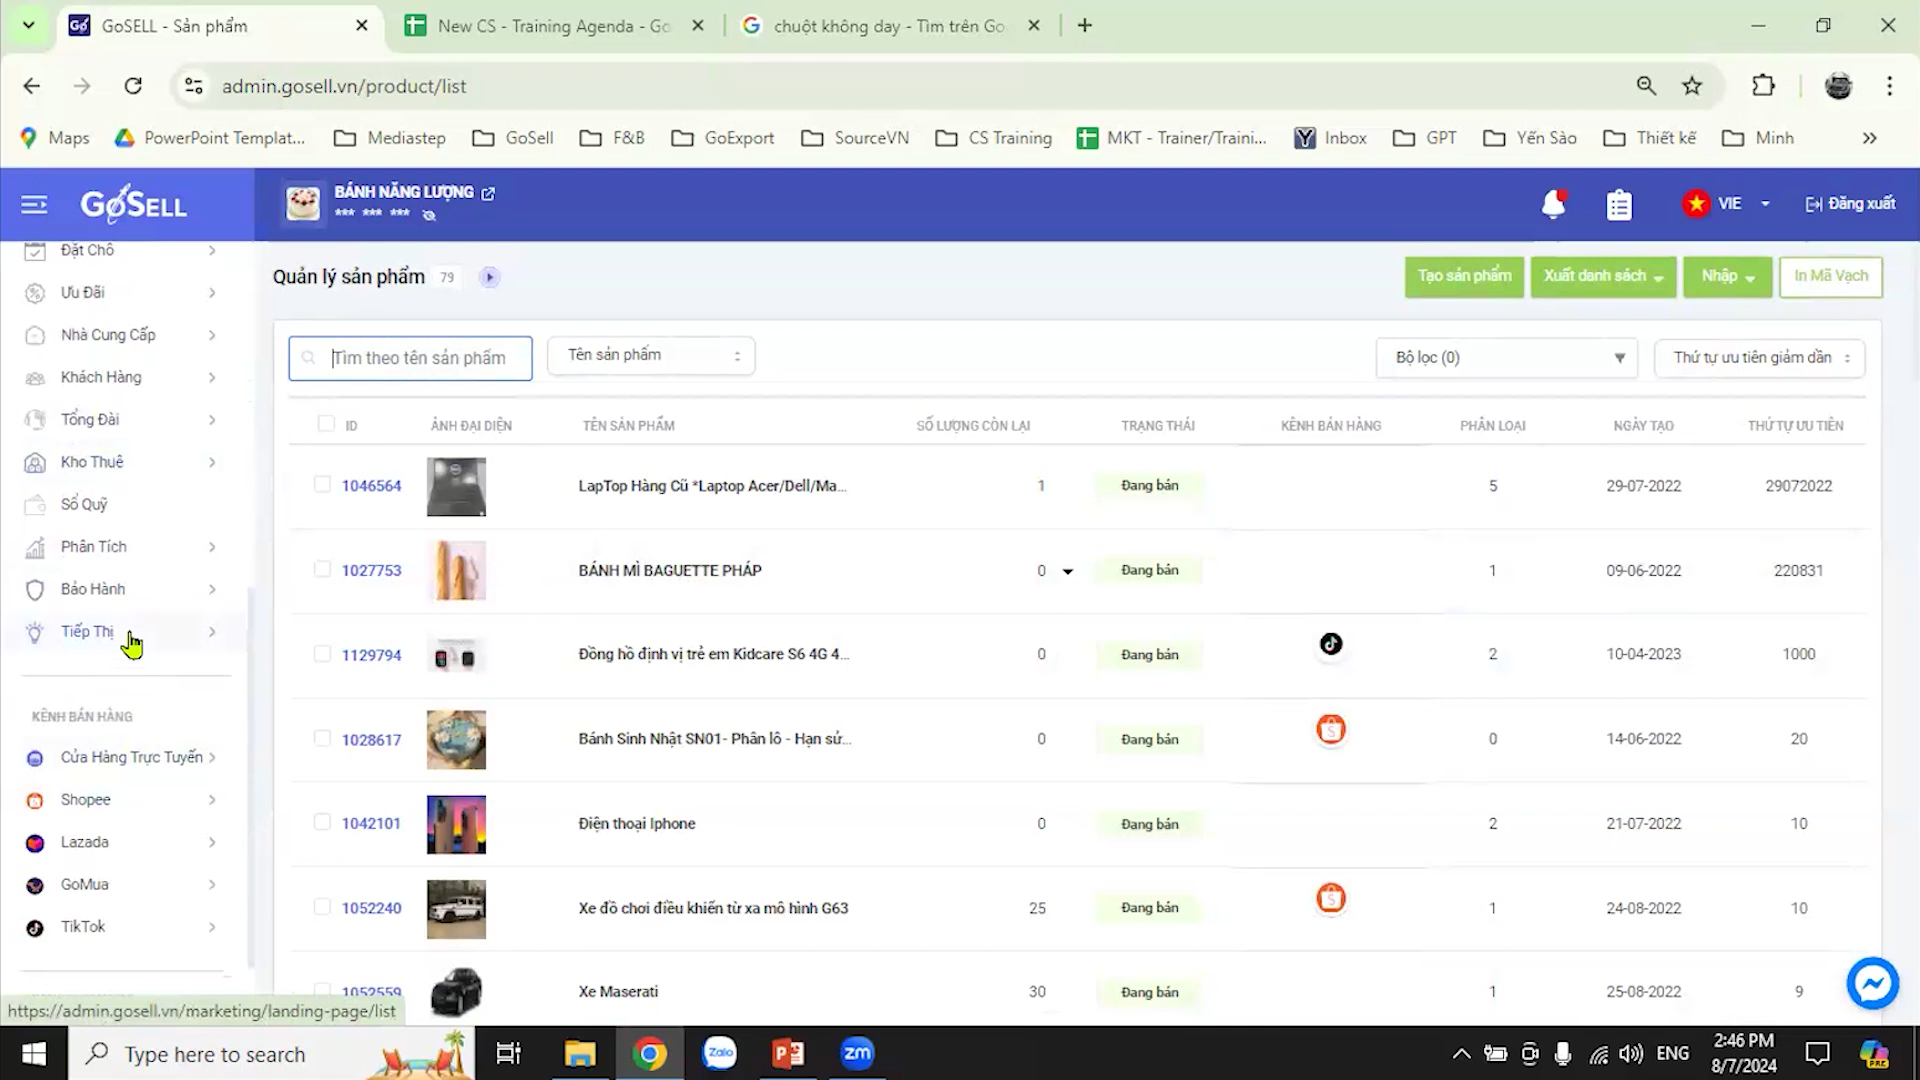 GoSELL - Sản phẩm
New CS - Training Agenda - Go
chuột không day - Tìm trên Go
admin.gosell.vn/product/list
Maps
PowerPoint Templat...
Mediastep
GoSell
F&B
GoExport
SourceVN
CS Training
MKT - Trainer/Traini...
Inbox
GPT
Yến Sào
Thiết kế
Minh
GoSELL
BÁNH NĂNG LƯỢNG
*** *** ***
VIE
Đăng xuất
Đặt Chỗ
Ưu Đãi
Nhà Cung Cấp
Khách Hàng
Tổng Đài
Kho Thuê
Sổ Quỹ
Phân Tích
Bảo Hành
Tiếp Thị
KÊNH BÁN HÀNG
Cửa Hàng Trực Tuyến
Shopee
Lazada
GoMua
TikTok
https://admin.gosell.vn/marketing/landing-page/list
Quản lý sản phẩm 79
Tạo sản phẩm
Xuất danh sách
Nhập
In Mã Vạch
Tìm theo tên sản phẩm
Tên sản phẩm
Bộ lọc (0)
Thứ tự ưu tiên giảm dần
ID ẢNH ĐẠI DIỆN TÊN SẢN PHẨM SỐ LƯỢNG CÒN LẠI TRẠNG THÁI KÊNH BÁN HÀNG PHÂN LOẠI NGÀY TẠO THỨ TỰ ƯU TIÊN
1046564 LapTop Hàng Cũ *Laptop Acer/Dell/Ma... 1 Đang bán 5 29-07-2022 29072022
1027753 BÁNH MÌ BAGUETTE PHÁP 0 Đang bán 1 09-06-2022 220831
1129794 Đồng hồ định vị trẻ em Kidcare S6 4G 4... 0 Đang bán 2 10-04-2023 1000
1028617 Bánh Sinh Nhật SN01- Phân lô - Hạn sử... 0 Đang bán 0 14-06-2022 20
1042101 Điện thoại Iphone 0 Đang bán 2 21-07-2022 10
1052240 Xe đồ chơi điều khiển từ xa mô hình G63 25 Đang bán 1 24-08-2022 10
1052559 Xe Maserati 30 Đang bán 1 25-08-2022 9
Type here to search
Zalo
zm
ENG
2:46 PM
8/7/2024